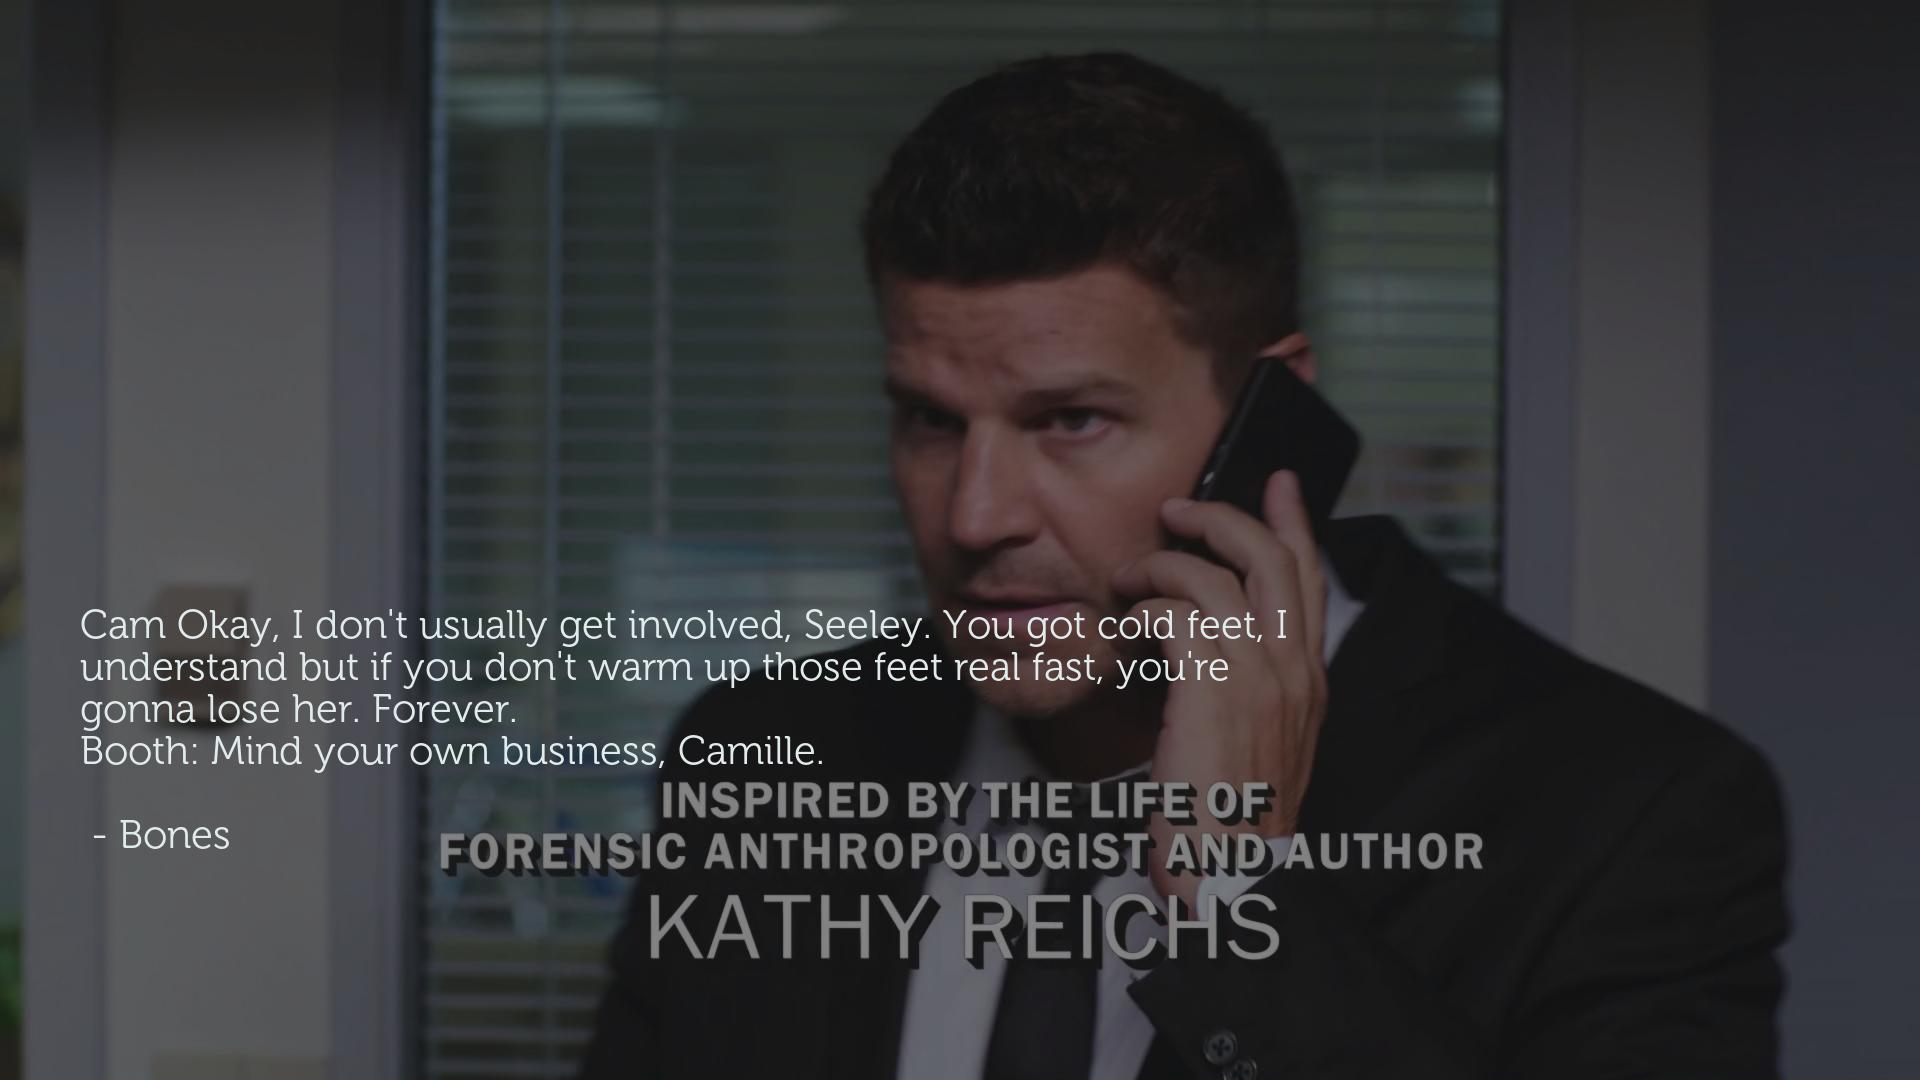 Cam Okay, I don't usually get involved, Seeley. You got cold feet, I
understand but if you don't warm up those feet real fast, you're
gonna lose her. Forever.
Booth: Mind your own business, Camille.
- Bones
INSPIRED BY THE LIFE OF
FORENSIC ANTHROPOLOGIST AND AUTHOR
KATHY REICHS